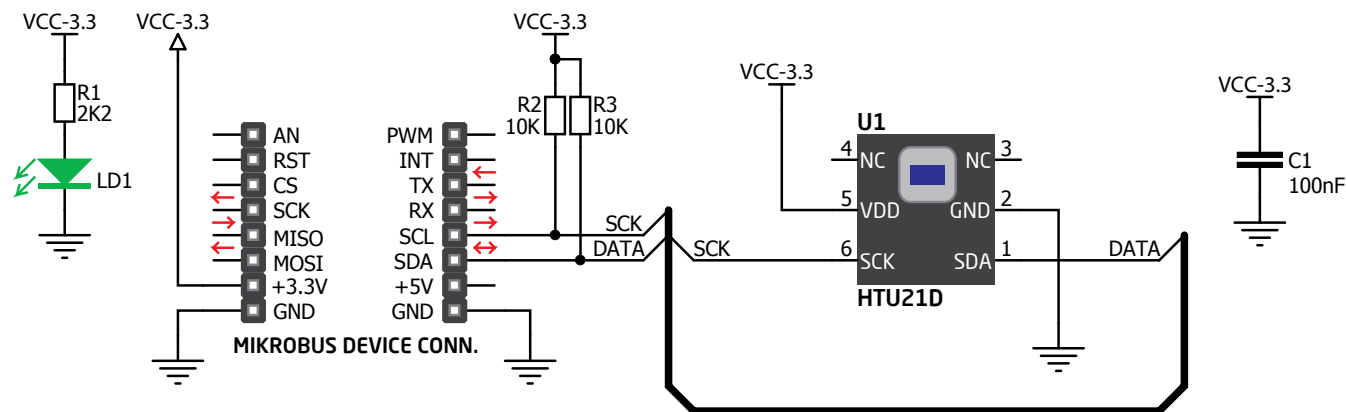 VCC-3.3
R1
2K2
LD1
VCC-3.3
AN
RST
CS
SCK
MISO
MOSI
+3.3V
GND
PWM
INT
TX
RX
SCL
SDA
+5V
GND
MIKROBUS DEVICE CONN.
VCC-3.3
R2
10K
R3
10K
SCK
DATA
SCK
VCC-3.3
U1
4 NC NC 3
5 VDD GND 2
6 SCK SDA 1
HTU21D
DATA
VCC-3.3
C1
100nF